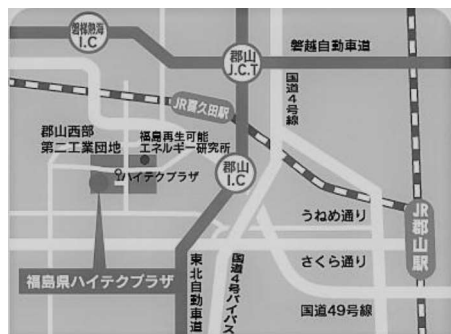 磐梯熱海
I.C
郡山
J.C.T
磐越自動車道
国道4号線
JR喜久田駅
郡山西部
第二工業団地
福島再生可能
エネルギー研究所
ハイテクプラザ
郡山
I.C
うねめ通り
JR郡山駅
さくら通り
福島県ハイテクプラザ
東北自動車道
国道4号バイパス
国道49号線